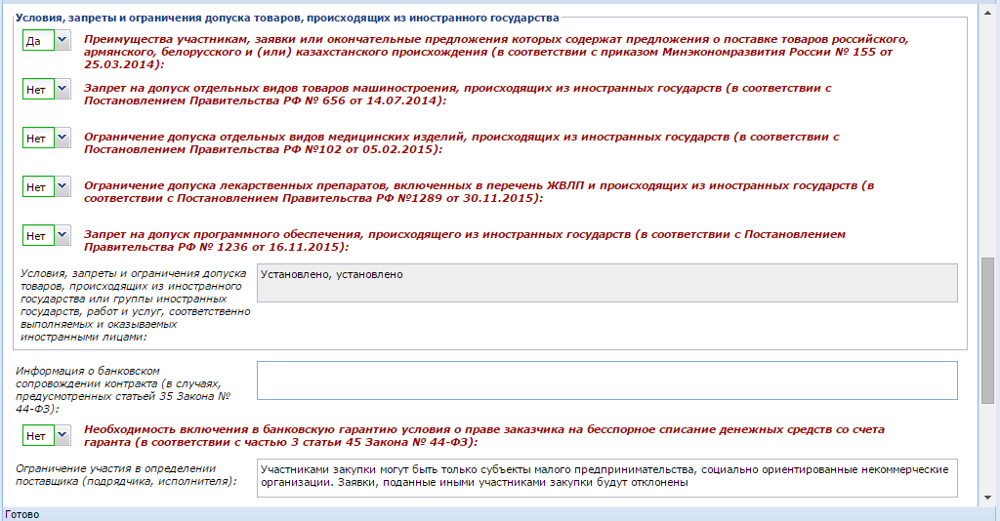 Условия, запреты и ограничения допуска товаров, происходящих из иностранного государства
Да
Преимущества участникам, заявки или окончательные предложения которых содержат предложения о поставке товаров российского,
армянского, белорусского и (или) казахстанского происхождения (в соответствии с приказом Минэкономразвития России № 155 от
25.03.2014):
Нет
Запрет на допуск отдельных видов товаров машиностроения, происходящих из иностранных государств (в соответствии с
Постановлением Правительства РФ № 656 от 14.07.2014):
Нет
Ограничение допуска отдельных видов медицинских изделий, происходящих из иностранных государств (в соответствии с
Постановлением Правительства РФ №102 от 05.02.2015):
Нет
Ограничение допуска лекарственных препаратов, включенных в перечень ЖВЛП и происходящих из иностранных государств (в
соответствии с Постановлением Правительства РФ №1289 от 30.11.2015):
Нет
Запрет на допуск программного обеспечения, происходящего из иностранных государств (в соответствии с Постановлением
Правительства РФ № 1236 от 16.11.2015):
Условия, запреты и ограничения допуска
товаров, происходящих из иностранного
государства или группы иностранных
государств, работ и услуг, соответственно
выполняемых и оказываемых
иностранными лицами:
Установлено, установлено
Информация о банковском
сопровождении контракта (в случаях,
предусмотренных статьей 35 Закона №
44-ФЗ):
Нет
Необходимость включения в банковскую гарантию условия о праве заказчика на бесспорное списание денежных средств со счета
гаранта (в соответствии с частью 3 статьи 45 Закона № 44-ФЗ):
Ограничение участия в определении
поставщика (подрядчика, исполнителя):
Участниками закупки могут быть только субъекты малого предпринимательства, социально ориентированные некоммерческие
организации. Заявки, поданные иными участниками закупки будут отклонены
Готово